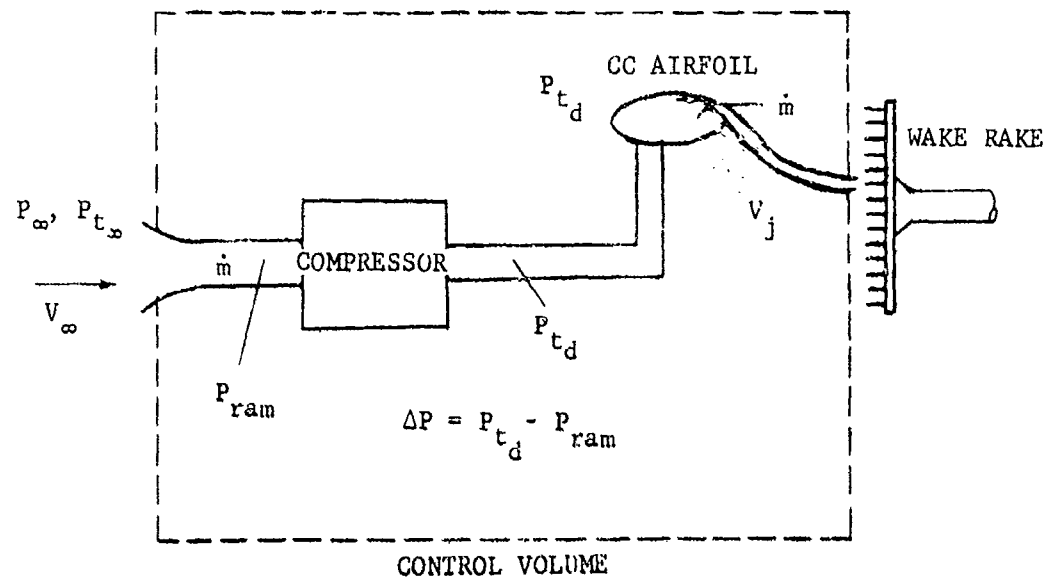 CC AIRFOIL
P_{t_d}
ṁ
WAKE RAKE
P_∞, P_{t_∞}
V_j
ṁ
COMPRESSOR
V_∞
P_{t_d}
P_{ram}
ΔP = P_{t_d} - P_{ram}
CONTROL VOLUME